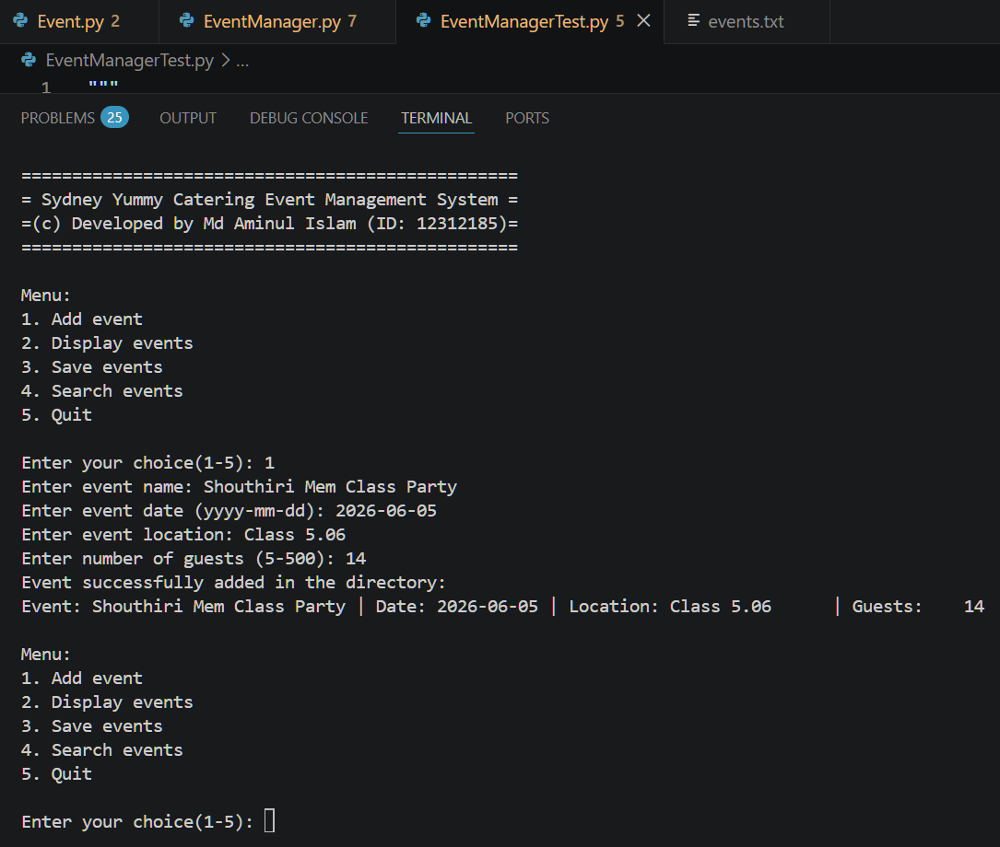 Event.py 2 EventManager.py 7 EventManagerTest.py 5 events.txt
EventManagerTest.py > ...
1 """
PROBLEMS 25 OUTPUT DEBUG CONSOLE TERMINAL PORTS
=================================================
= Sydney Yummy Catering Event Management System =
=(c) Developed by Md Aminul Islam (ID: 12312185)=
=================================================
Menu:
1. Add event
2. Display events
3. Save events
4. Search events
5. Quit
Enter your choice(1-5): 1
Enter event name: Shouthiri Mem Class Party
Enter event date (yyyy-mm-dd): 2026-06-05
Enter event location: Class 5.06
Enter number of guests (5-500): 14
Event successfully added in the directory:
Event: Shouthiri Mem Class Party | Date: 2026-06-05 | Location: Class 5.06      | Guests:    14
Menu:
1. Add event
2. Display events
3. Save events
4. Search events
5. Quit
Enter your choice(1-5):